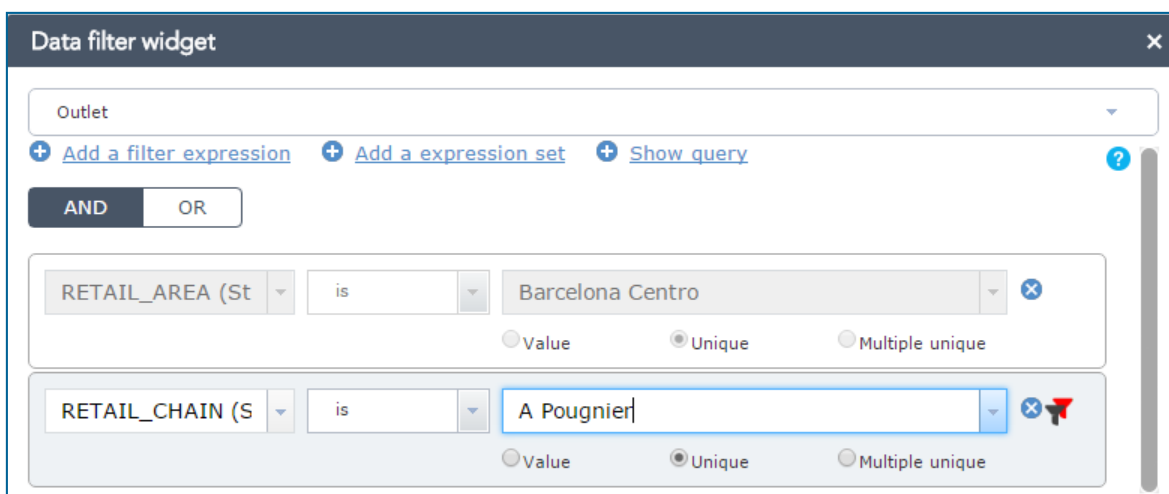 Data filter widget
Outlet
Add a filter expression Add a expression set Show query
AND OR
RETAIL_AREA (St is Barcelona Centro
Value Unique Multiple unique
RETAIL_CHAIN (S is A Pougnier
Value Unique Multiple unique